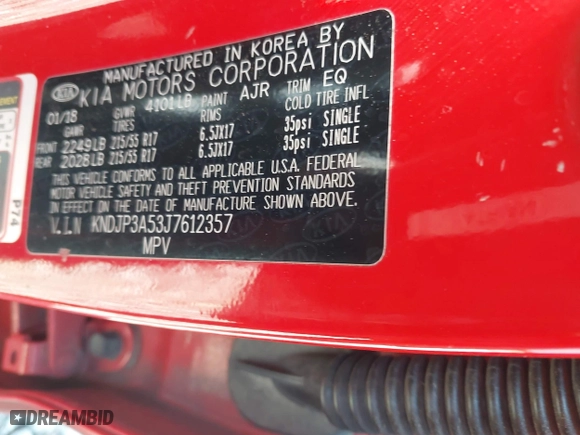 MANUFACTURED IN KOREA BY
KIA KIA MOTORS CORPORATION
01/18 GVWR 4101LB PAINT AJR TRIM EQ
GAWR TIRES RIMS COLD TIRE INFL
FRONT 2249LB 215/55 R17 6.5JX17 35psi SINGLE
REAR 2028LB 215/55 R17 6.5JX17 35psi SINGLE
THIS VEHICLE CONFORMS TO ALL APPLICABLE U.S.A. FEDERAL
MOTOR VEHICLE SAFETY AND THEFT PREVENTION STANDARDS
IN EFFECT ON THE DATE OF MANUFACTURE SHOWN ABOVE.
V.I.N KNDJP3A53J7612357
MPV
P74
DREAMBID